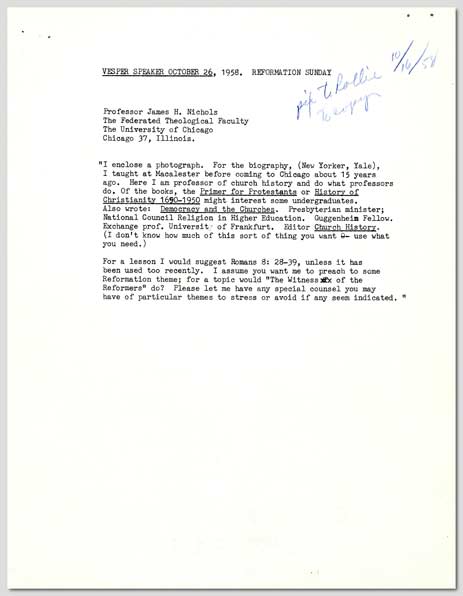 VESPER SPEAKER OCTOBER 26, 1958. REFORMATION SUNDAY
10/16/58
pix to Rollie
Professor James H. Nichols
The Federated Theological Faculty
The University of Chicago
Chicago 37, Illinois.
"I enclose a photograph. For the biography, (New Yorker, Yale),
I taught at Macalester before coming to Chicago about 15 years
ago. Here I am professor of church history and do what professors
do. Of the books, the Primer for Protestants or History of
Christianity 1650-1950 might interest some undergraduates.
Also wrote: Democracy and the Churches. Presbyterian minister;
National Council Religion in Higher Education. Guggenheim Fellow.
Exchange prof. Universit of Frankfurt. Editor Church History.
(I don't know how much of this sort of thing you want use what
you need.)
For a lesson I would suggest Romans 8: 28-39, unless it has
been used too recently. I assume you want me to preach to some
Reformation theme; for a topic would "The Witness of the
Reformers" do? Please let me have any special counsel you may
have of particular themes to stress or avoid if any seem indicated. "